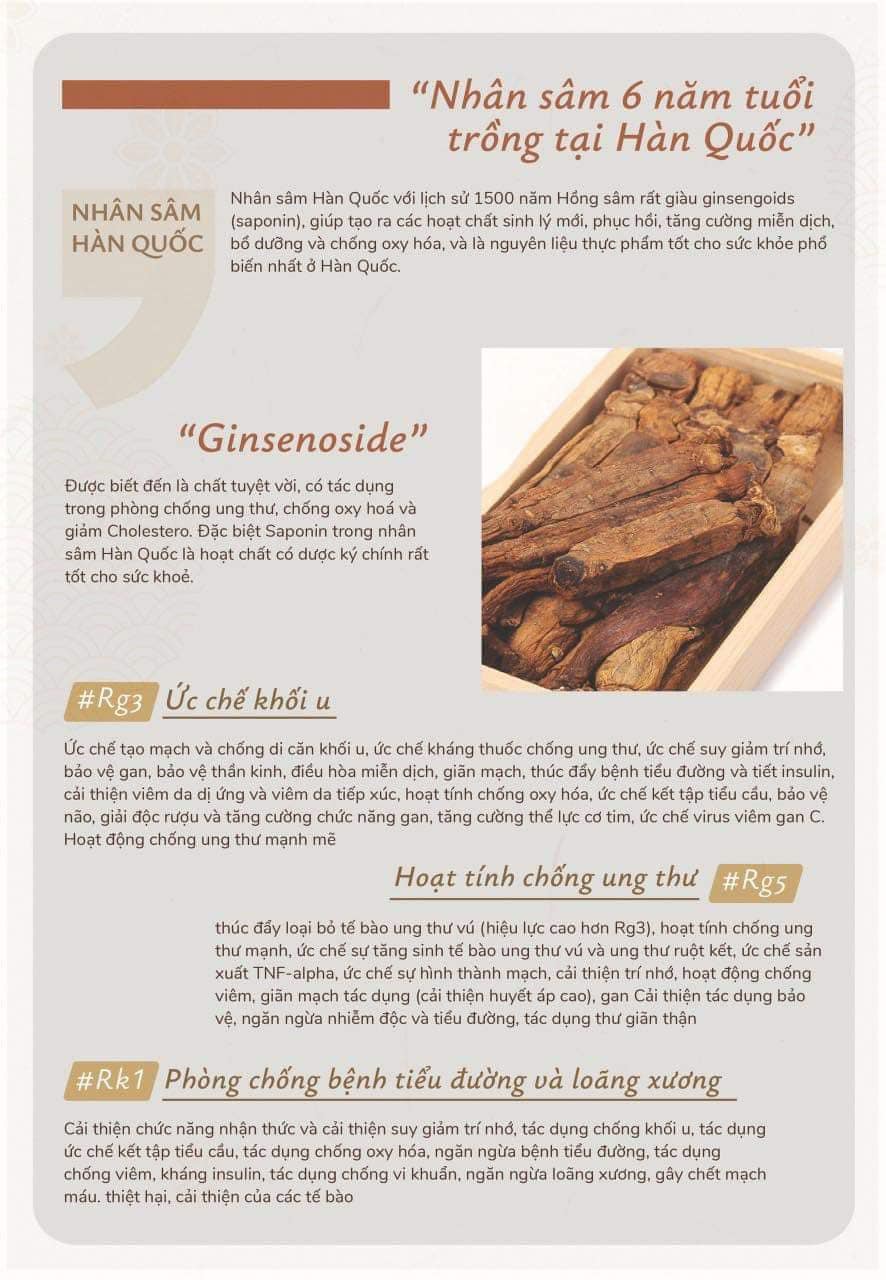 “Nhân sâm 6 năm tuổi
trồng tại Hàn Quốc”
NHÂN SÂM
HÀN QUỐC
Nhân sâm Hàn Quốc với lịch sử 1500 năm Hồng sâm rất giàu ginsengoids
(saponin), giúp tạo ra các hoạt chất sinh lý mới, phục hồi, tăng cường miễn dịch,
bổ dưỡng và chống oxy hóa, và là nguyên liệu thực phẩm tốt cho sức khỏe phổ
biến nhất ở Hàn Quốc.
“Ginsenoside”
Được biết đến là chất tuyệt vời, có tác dụng
trong phòng chống ung thư, chống oxy hoá và
giảm Cholestero. Đặc biệt Saponin trong nhân
sâm Hàn Quốc là hoạt chất có dược ký chính rất
tốt cho sức khoẻ.
#Rg3 Ức chế khối u
Ức chế tạo mạch và chống di căn khối u, ức chế kháng thuốc chống ung thư, ức chế suy giảm trí nhớ,
bảo vệ gan, bảo vệ thần kinh, điều hòa miễn dịch, giãn mạch, thúc đẩy bệnh tiểu đường và tiết insulin,
cải thiện viêm da dị ứng và viêm da tiếp xúc, hoạt tính chống oxy hóa, ức chế kết tập tiểu cầu, bảo vệ
não, giải độc rượu và tăng cường chức năng gan, tăng cường thể lực cơ tim, ức chế virus viêm gan C.
Hoạt động chống ung thư mạnh mẽ
Hoạt tính chống ung thư #Rg5
thúc đẩy loại bỏ tế bào ung thư vú (hiệu lực cao hơn Rg3), hoạt tính chống ung
thư mạnh, ức chế sự tăng sinh tế bào ung thư vú và ung thư ruột kết, ức chế sản
xuất TNF-alpha, ức chế sự hình thành mạch, cải thiện trí nhớ, hoạt động chống
viêm, giãn mạch tác dụng (cải thiện huyết áp cao), gan Cải thiện tác dụng bảo
vệ, ngăn ngừa nhiễm độc và tiểu đường, tác dụng thư giãn thận
#Rk1 Phòng chống bệnh tiểu đường và loãng xương
Cải thiện chức năng nhận thức và cải thiện suy giảm trí nhớ, tác dụng chống khối u, tác dụng
ức chế kết tập tiểu cầu, tác dụng chống oxy hóa, ngăn ngừa bệnh tiểu đường, tác dụng
chống viêm, kháng insulin, tác dụng chống vi khuẩn, ngăn ngừa loãng xương, gây chết mạch
máu. thiệt hại, cải thiện của các tế bào